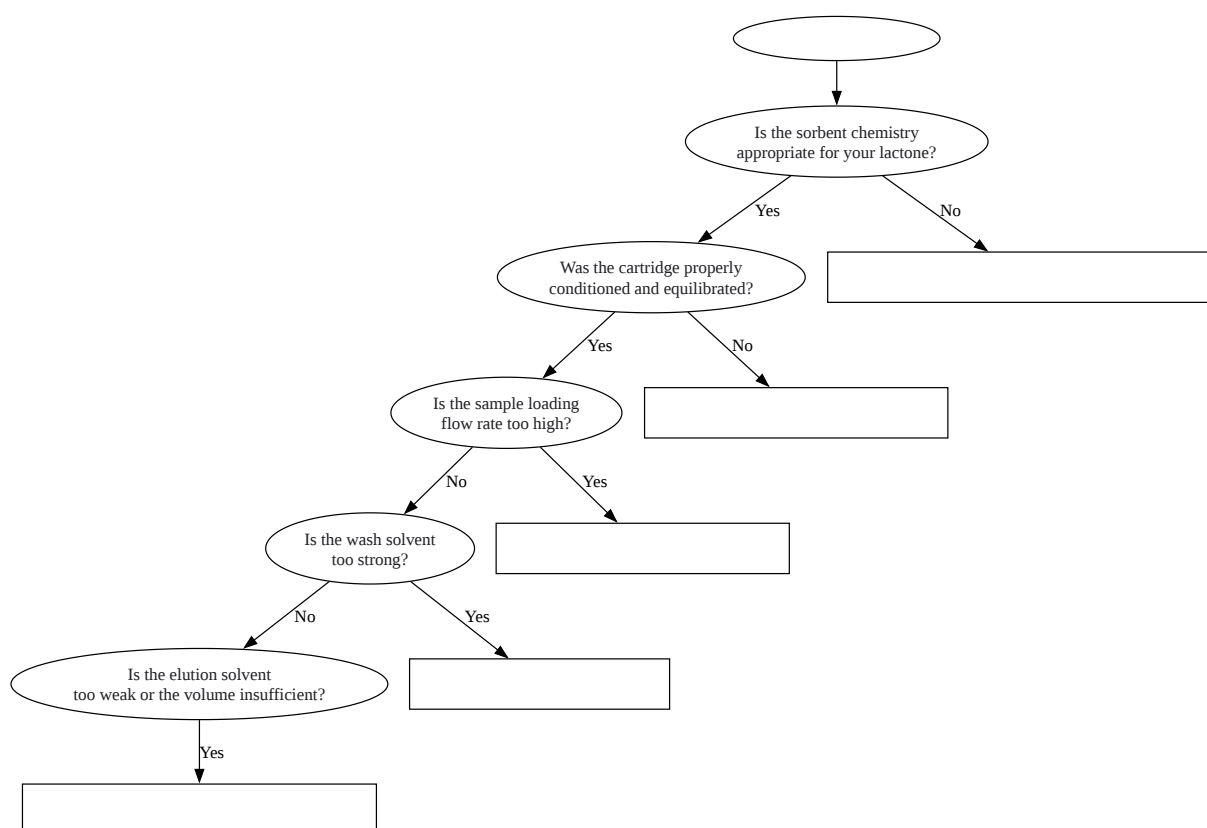 Is the sorbent chemistry
appropriate for your lactone?
Yes
No
Was the cartridge properly
conditioned and equilibrated?
Yes
No
Is the sample loading
flow rate too high?
No
Yes
Is the wash solvent
too strong?
No
Yes
Is the elution solvent
too weak or the volume insufficient?
Yes